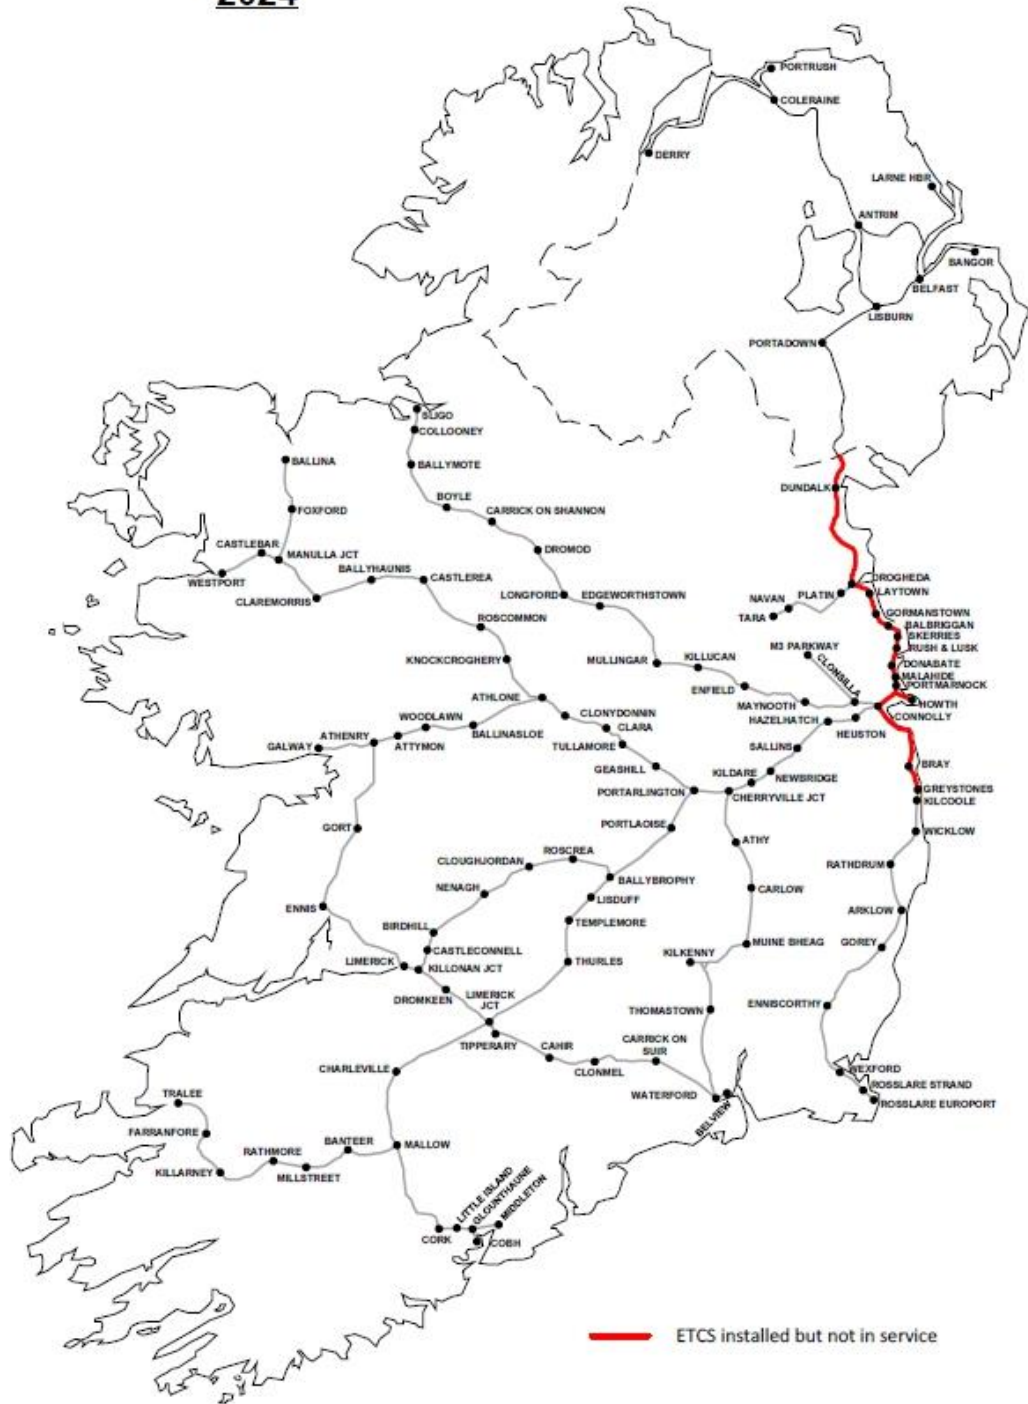 2024
PORTRUSH
COLERAINE
DERRY
LARNE HBR
ANTRIM
BANGOR
BELFAST
LISBURN
PORTADOWN
SLIGO
COLLOONEY
BALLYMOTE
BALLINA
BOYLE
CARRICK ON SHANNON
FOXFORD
DUNDALK
CASTLEBAR
MANULLA JCT
DROMOD
WESTPORT
BALLYHAUNIS
CASTLEREA
CLAREMORRIS
LONGFORD
EDGEWORTHSTOWN
DROGHEDA
LAYTOWN
NAVAN
PLATIN
TARA
GORMANSTOWN
BALBRIGGAN
SKERRIES
RUSH & LUSK
ROSCOMMON
M3 PARKWAY
CLONSILLA
KNOCKCROGHERY
MULLINGAR
KILLUCAN
DONABATE
MALAHIDE
PORTMARNOCK
ENFIELD
MAYNOOTH
HOWTH
CONNOLLY
ATHLONE
CLONYDONNIN
HAZELHATCH
HEUSTON
WOODLAWN
CLARA
GALWAY
ATHENRY
ATTYMON
BALLINASLOE
TULLAMORE
SALLINS
GEASHILL
KILDARE
NEWBRIDGE
BRAY
PORTARLINGTON
CHERRYVILLE JCT
GREYSTONES
KILCOOLE
GORT
PORTLAOISE
WICKLOW
ATHY
ROSCREA
CLOUGHJORDAN
RATHDRUM
NENAGH
BALLYBROPHY
CARLOW
LISDUFF
ENNIS
BIRDHILL
TEMPLEMORE
ARKLOW
CASTLECONNELL
MUINE BHEAG
GOREY
LIMERICK
KILLONAN JCT
THURLES
KILKENNY
DROMKEEN
LIMERICK
JCT
THOMASTOWN
ENNISCORTHY
TIPPERARY
CAHIR
CARRICK ON
SUIR
CHARLEVILLE
CLONMEL
WEXFORD
TRALEE
WATERFORD
BELVIEW
ROSSLARE STRAND
ROSSLARE EUROPORT
FARRANFORE
BANTEER
MALLOW
RATHMORE
KILLARNEY
MILLSTREET
LITTLE ISLAND
GLOUNTHAUNE
MIDDLETON
CORK
COBH
ETCS installed but not in service